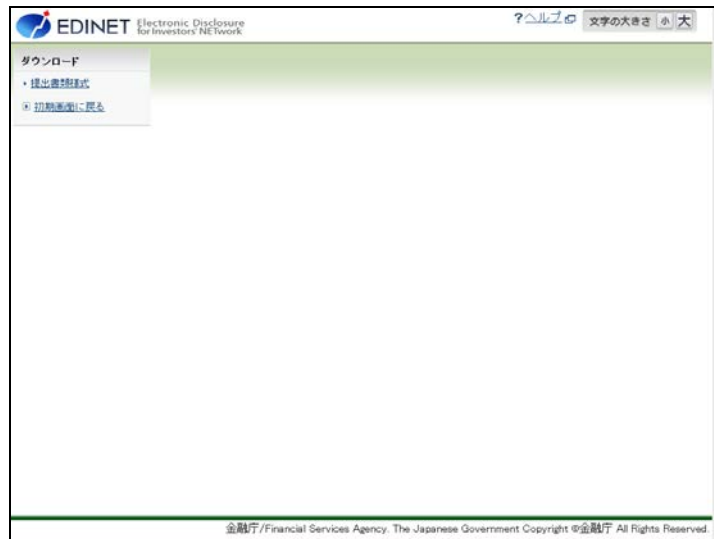 EDINET Electronic Disclosure
for Investors' NETwork
?ヘルプ 文字の大きさ 小 大
ダウンロード
提出書類様式
初期画面に戻る
金融庁/Financial Services Agency. The Japanese Government Copyright ©金融庁 All Rights Reserved.